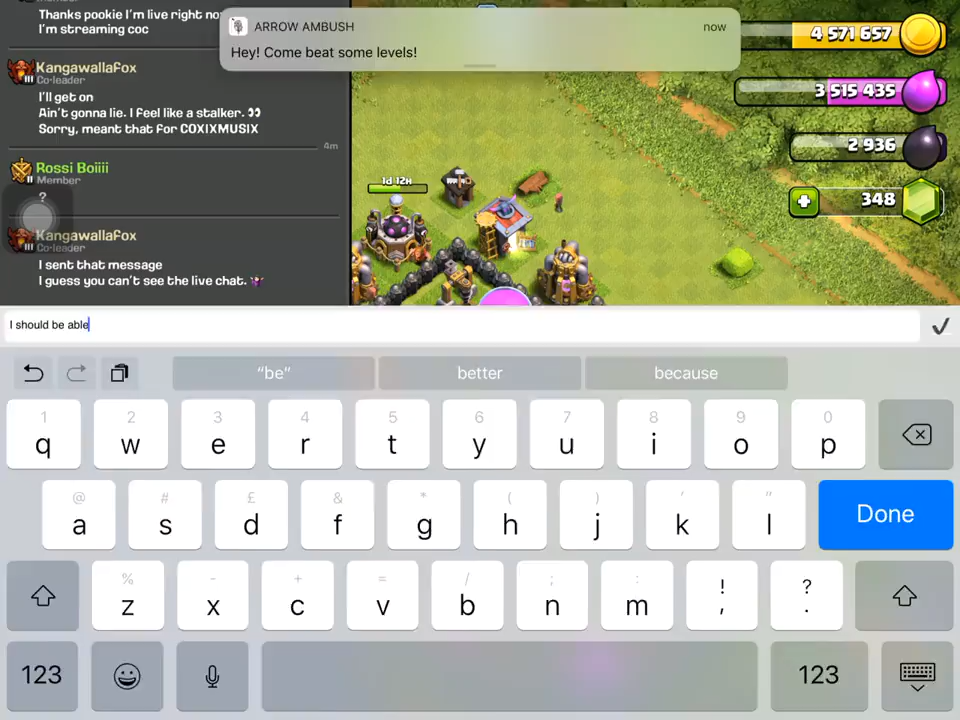 Thanks pookie I'm live right no
I'm streaming coc
ARROW AMBUSH
now
Hey! Come beat some levels!
4 571 657
3 515 435
2 936
348
KangawallaFox
Co-leader
I'll get on
Ain't gonna lie. I feel like a stalker. 👀
Sorry, meant that for COXIXMUSIX
4m
Rossi Boiiii
Member
?
KangawallaFox
Co-leader
I sent that message
I guess you can't see the live chat.
1d 12H
I should be able
"be"
better
because
1 2 3 4 5 6 7 8 9 0
q w e r t y u i o p
@ # £ & * ( ) ' "
a s d f g h j k l
Done
% - + = / ; : ! ?
z x c v b n m , .
123
123